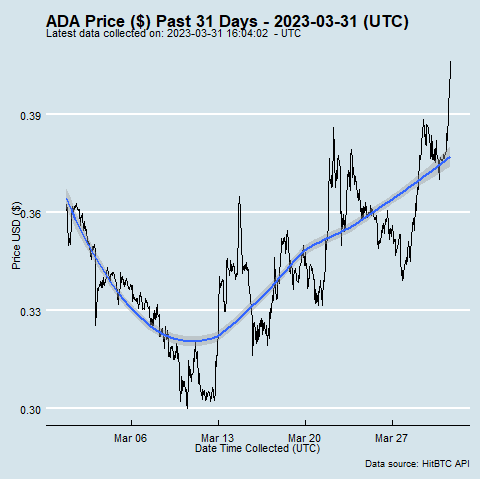 ADA Price ($) Past 31 Days - 2023-03-31 (UTC)
Latest data collected on: 2023-03-31 16:04:02 - UTC
0.39
0.36
0.33
0.30
Price USD ($)
Mar 06
Mar 13
Mar 20
Mar 27
Date Time Collected (UTC)
Data source: HitBTC API